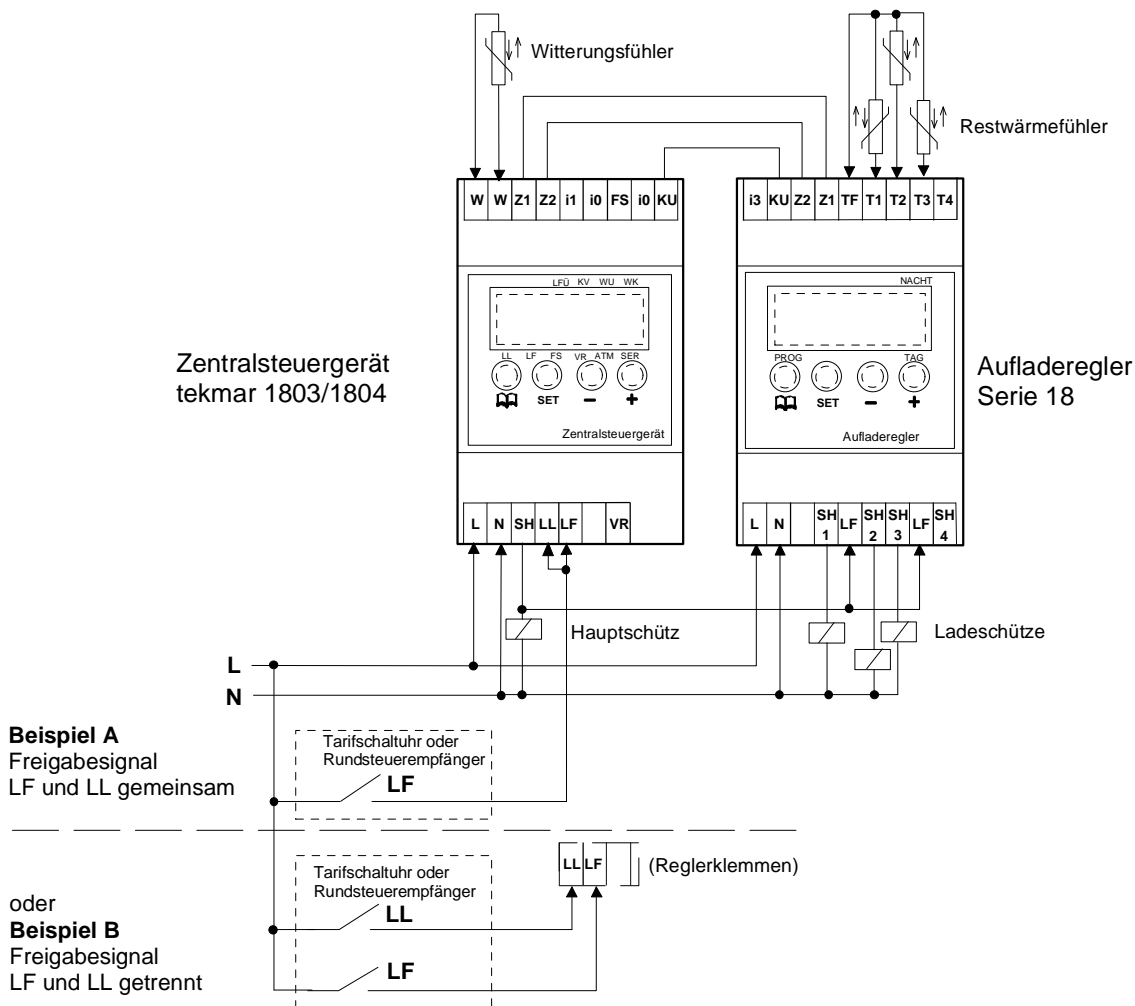 Witterungsfühler
Restwärmefühler
W W Z1 Z2 i1 i0 FS i0 KU
i3 KU Z2 Z1 TF T1 T2 T3 T4
LFÜ KV WU WK
NACHT
LL LF FS VR ATM SER
PROG TAG
SET − +
SET − +
Zentralsteuergerät
Aufladeregler
Zentralsteuergerät
tekmar 1803/1804
Aufladeregler
Serie 18
L N SH LL LF VR
L N SH 1 LF SH 2 SH 3 LF SH 4
Hauptschütz
Ladeschütze
L
N
Beispiel A
Freigabesignal
LF und LL gemeinsam
Tarifschaltuhr oder
Rundsteuerempfänger
LF
LL LF
(Reglerklemmen)
oder
Beispiel B
Freigabesignal
LF und LL getrennt
Tarifschaltuhr oder
Rundsteuerempfänger
LL
LF